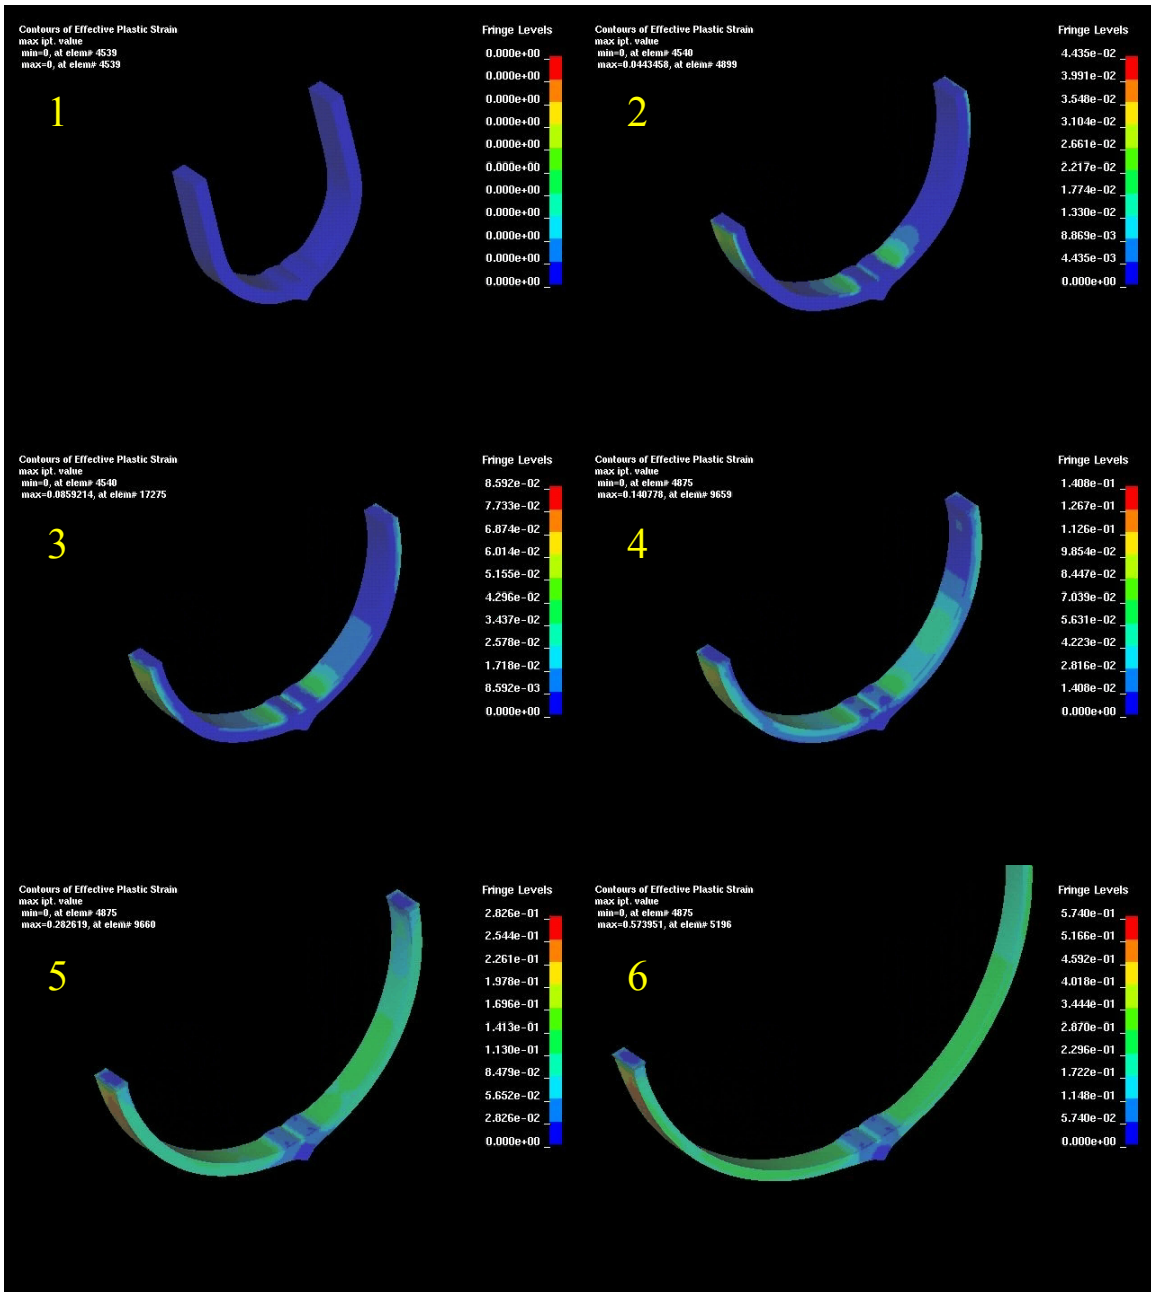 Contours of Effective Plastic Strain
max ipt. value
min=0, at elem# 4539
max=0, at elem# 4539
1
Fringe Levels
0.000e+00
0.000e+00
0.000e+00
0.000e+00
0.000e+00
0.000e+00
0.000e+00
0.000e+00
0.000e+00
0.000e+00
0.000e+00
Contours of Effective Plastic Strain
max ipt. value
min=0, at elem# 4540
max=0.0443458, at elem# 4899
2
Fringe Levels
4.435e-02
3.991e-02
3.548e-02
3.104e-02
2.661e-02
2.217e-02
1.774e-02
1.330e-02
8.869e-03
4.435e-03
0.000e+00
Contours of Effective Plastic Strain
max ipt. value
min=0, at elem# 4540
max=0.0859214, at elem# 17275
3
Fringe Levels
8.592e-02
7.733e-02
6.874e-02
6.014e-02
5.155e-02
4.296e-02
3.437e-02
2.578e-02
1.718e-02
8.592e-03
0.000e+00
Contours of Effective Plastic Strain
max ipt. value
min=0, at elem# 4875
max=0.140778, at elem# 9659
4
Fringe Levels
1.408e-01
1.267e-01
1.126e-01
9.854e-02
8.447e-02
7.039e-02
5.631e-02
4.223e-02
2.816e-02
1.408e-02
0.000e+00
Contours of Effective Plastic Strain
max ipt. value
min=0, at elem# 4875
max=0.282619, at elem# 9660
5
Fringe Levels
2.826e-01
2.544e-01
2.261e-01
1.978e-01
1.696e-01
1.413e-01
1.130e-01
8.479e-02
5.652e-02
2.826e-02
0.000e+00
Contours of Effective Plastic Strain
max ipt. value
min=0, at elem# 4875
max=0.573951, at elem# 5196
6
Fringe Levels
5.740e-01
5.166e-01
4.592e-01
4.018e-01
3.444e-01
2.870e-01
2.296e-01
1.722e-01
1.148e-01
5.740e-02
0.000e+00